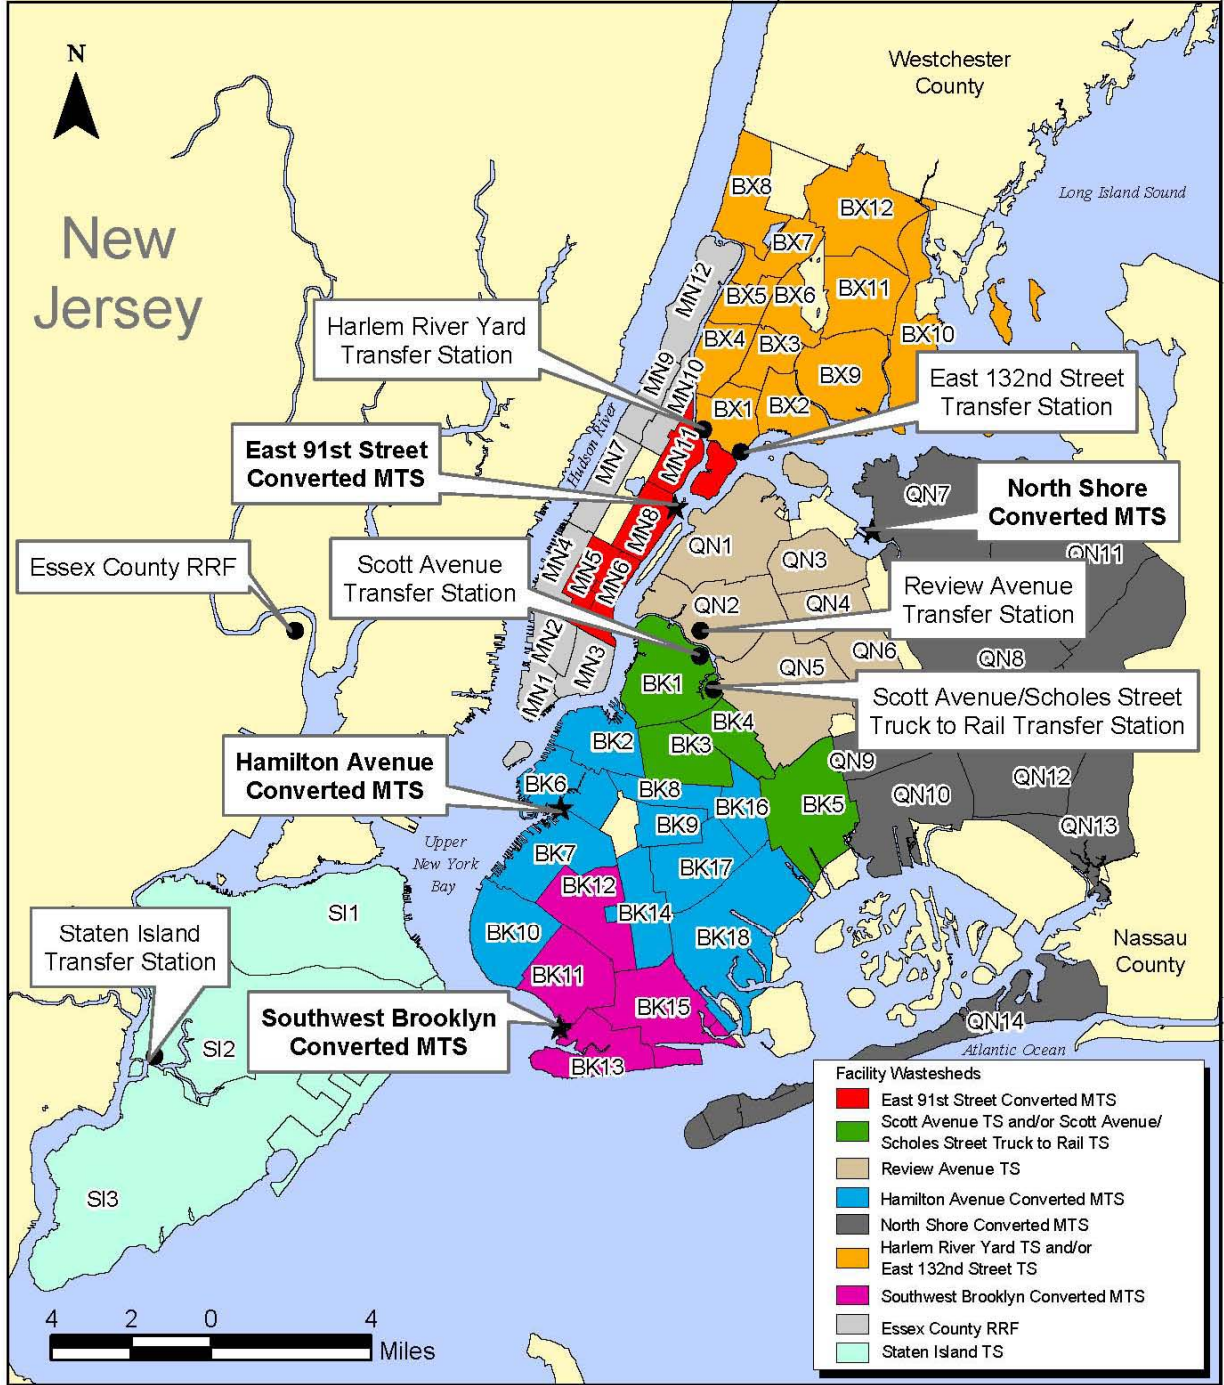 N
Westchester
County
Long Island Sound
New
Jersey
BX8
BX12
BX7
MN12
BX5
BX6
BX11
BX10
Harlem River Yard
Transfer Station
BX4
BX3
MN9
MN10
BX9
East 132nd Street
Transfer Station
BX1
BX2
Hudson River
East 91st Street
Converted MTS
MN7
MN11
QN7
North Shore
Converted MTS
MN8
QN1
QN3
QN11
Essex County RRF
Scott Avenue
Transfer Station
MN4
MN5
MN6
Review Avenue
Transfer Station
QN2
QN4
MN2
MN3
MN1
QN6
QN8
QN5
BK1
Scott Avenue/Scholes Street
Truck to Rail Transfer Station
BK4
BK2
BK3
QN9
Hamilton Avenue
Converted MTS
BK6
BK8
BK16
BK5
QN10
QN12
QN13
BK9
Upper
New York
Bay
BK7
BK17
BK12
BK14
BK10
BK18
SI1
Staten Island
Transfer Station
Nassau
County
BK11
BK15
Southwest Brooklyn
Converted MTS
QN14
Atlantic Ocean
SI2
BK13
SI3
Facility Wastesheds
East 91st Street Converted MTS
Scott Avenue TS and/or Scott Avenue/
Scholes Street Truck to Rail TS
Review Avenue TS
Hamilton Avenue Converted MTS
North Shore Converted MTS
Harlem River Yard TS and/or
East 132nd Street TS
Southwest Brooklyn Converted MTS
Essex County RRF
Staten Island TS
4 2 0 4
Miles